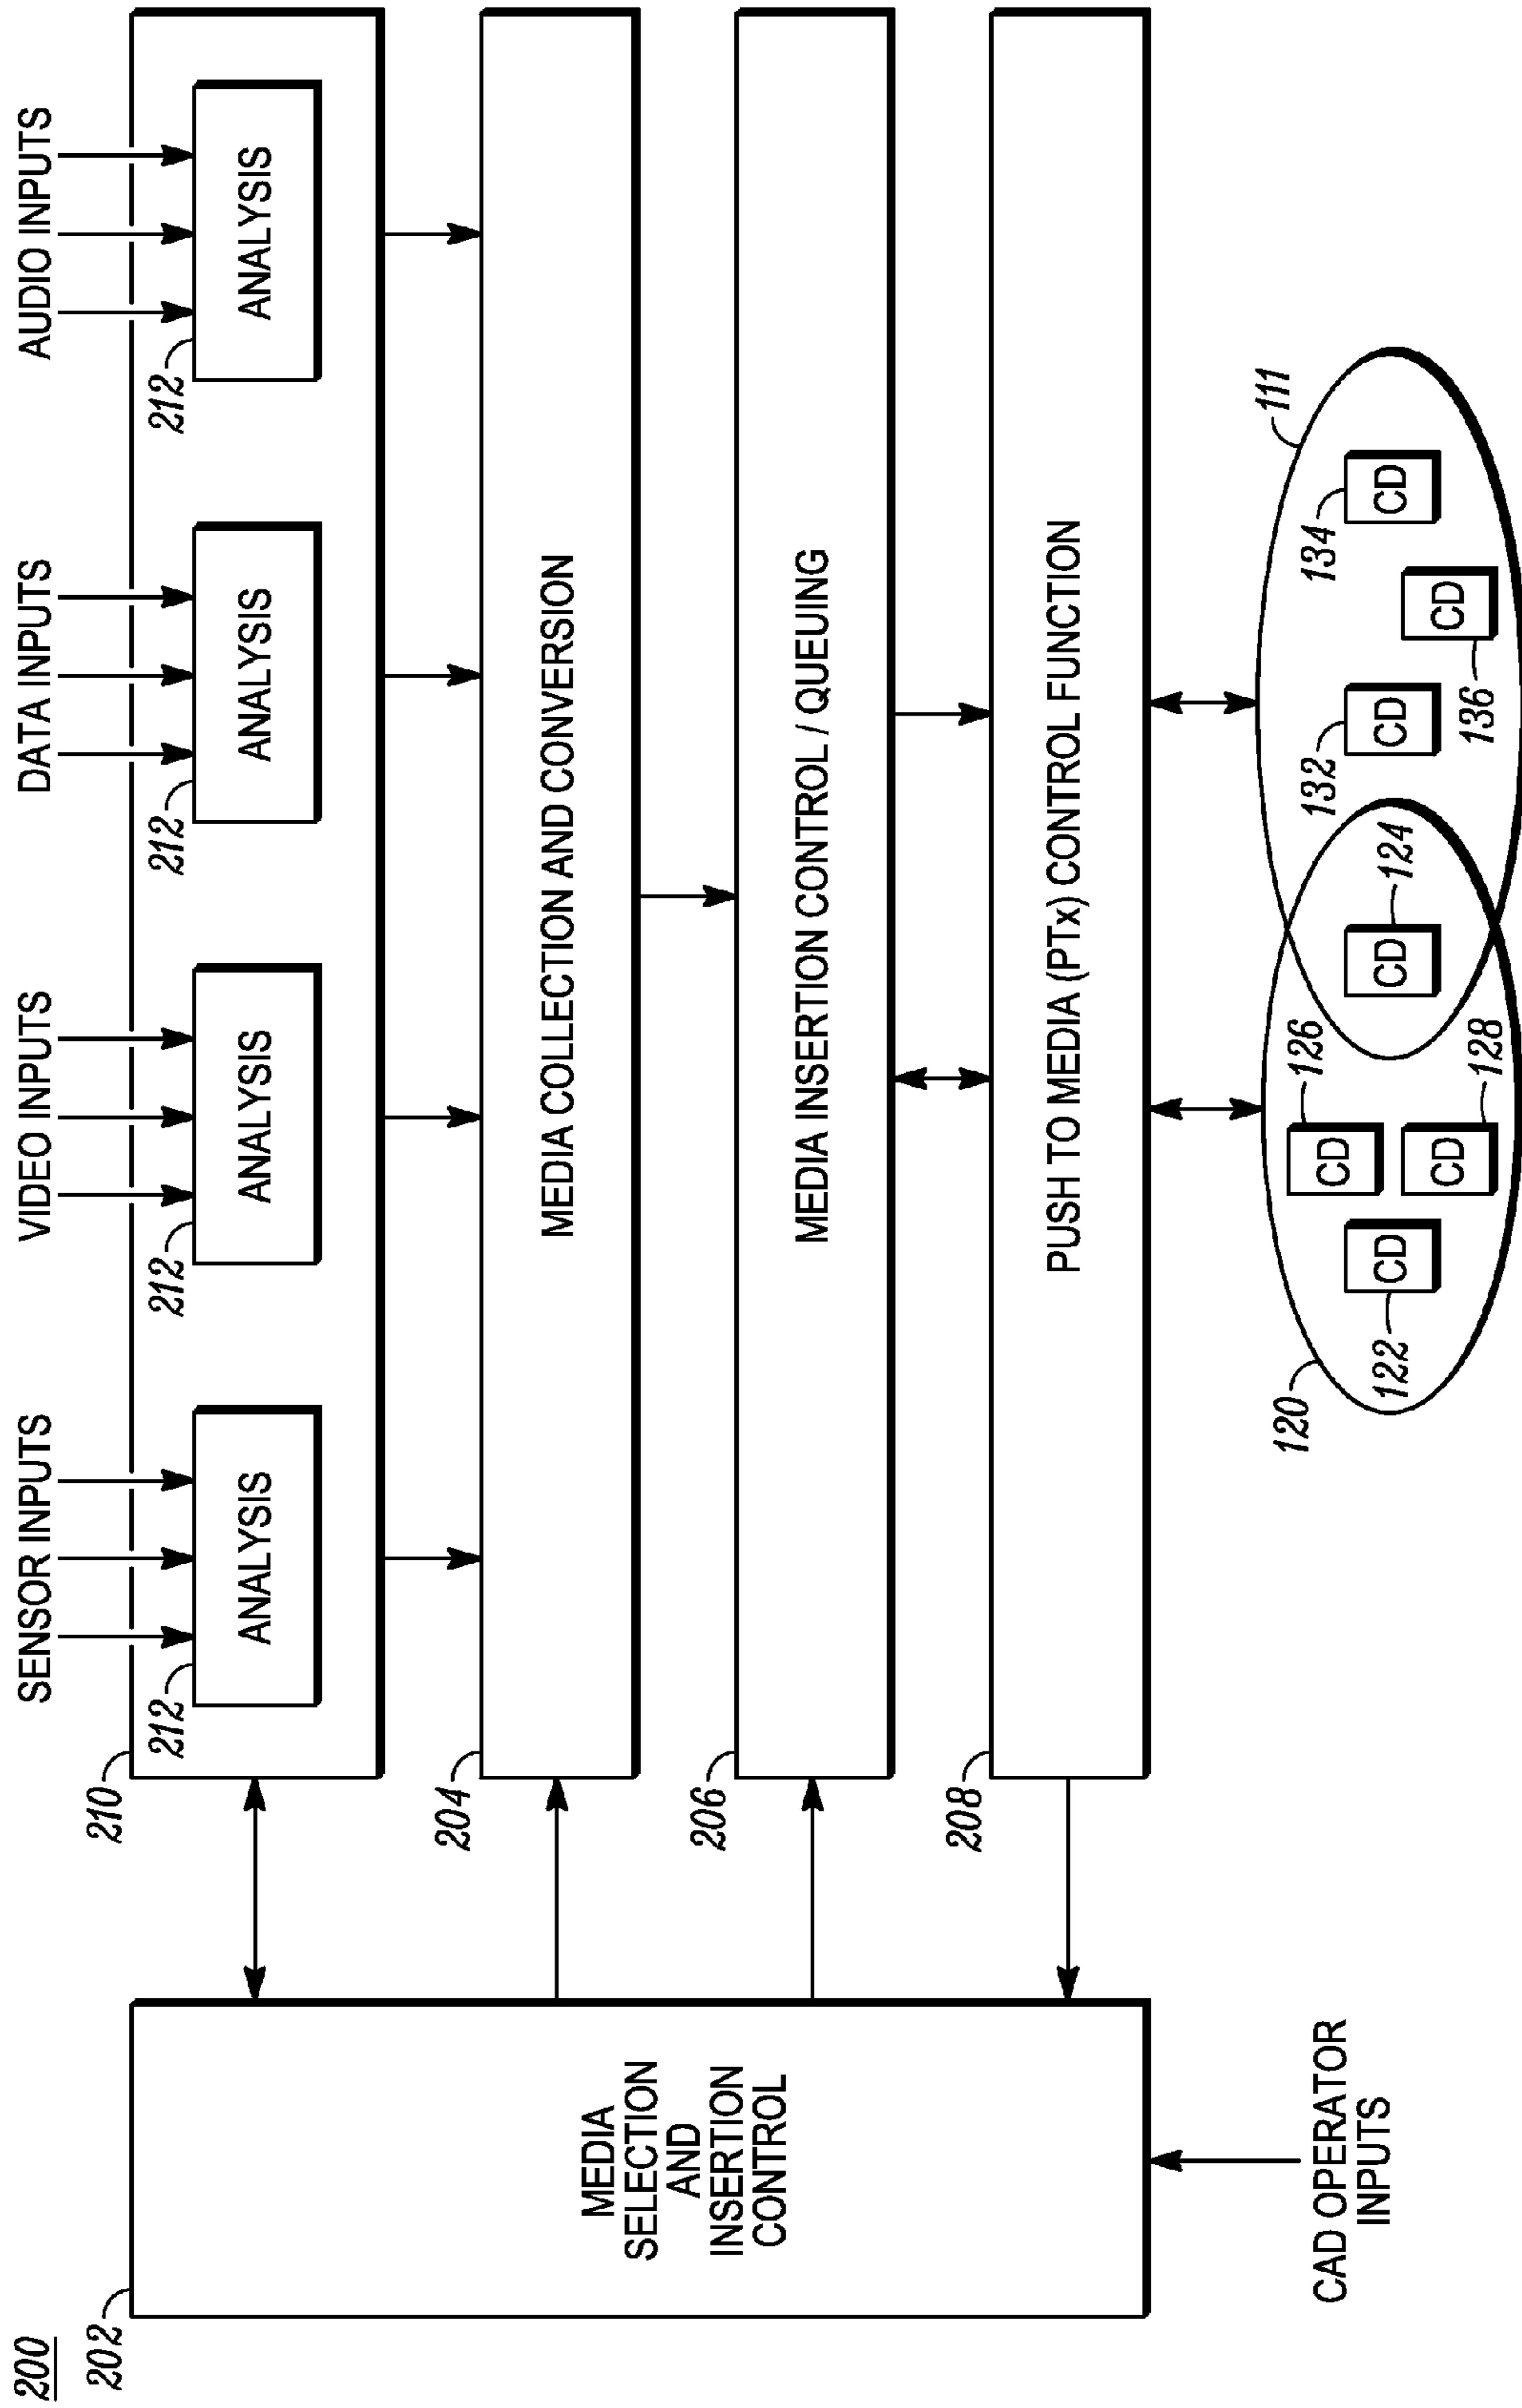 200
SENSOR INPUTS
VIDEO INPUTS
DATA INPUTS
AUDIO INPUTS
202
210
212
ANALYSIS
212
ANALYSIS
212
ANALYSIS
212
ANALYSIS
MEDIA
SELECTION
AND
INSERTION
CONTROL
204
MEDIA COLLECTION AND CONVERSION
206
MEDIA INSERTION CONTROL / QUEUING
208
PUSH TO MEDIA (PTx) CONTROL FUNCTION
CAD OPERATOR
INPUTS
120
111
122
CD
126
CD
CD
128
CD
124
132
CD
CD
136
134
CD